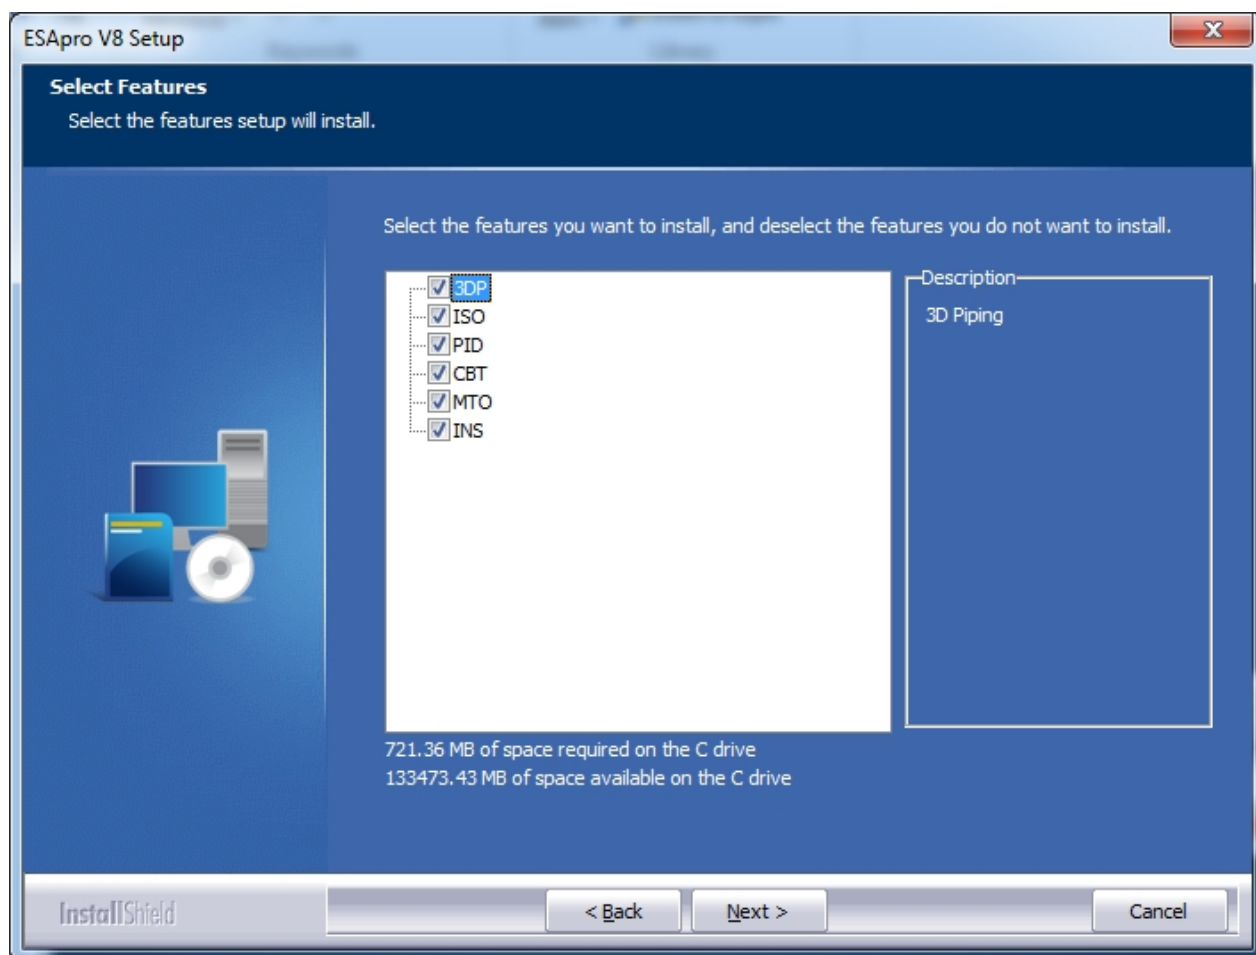 ESApro V8 Setup
Select Features
Select the features setup will install.
Select the features you want to install, and deselect the features you do not want to install.
3DP
ISO
PID
CBT
MTO
INS
Description
3D Piping
721.36 MB of space required on the C drive
133473.43 MB of space available on the C drive
InstallShield
< Back
Next >
Cancel